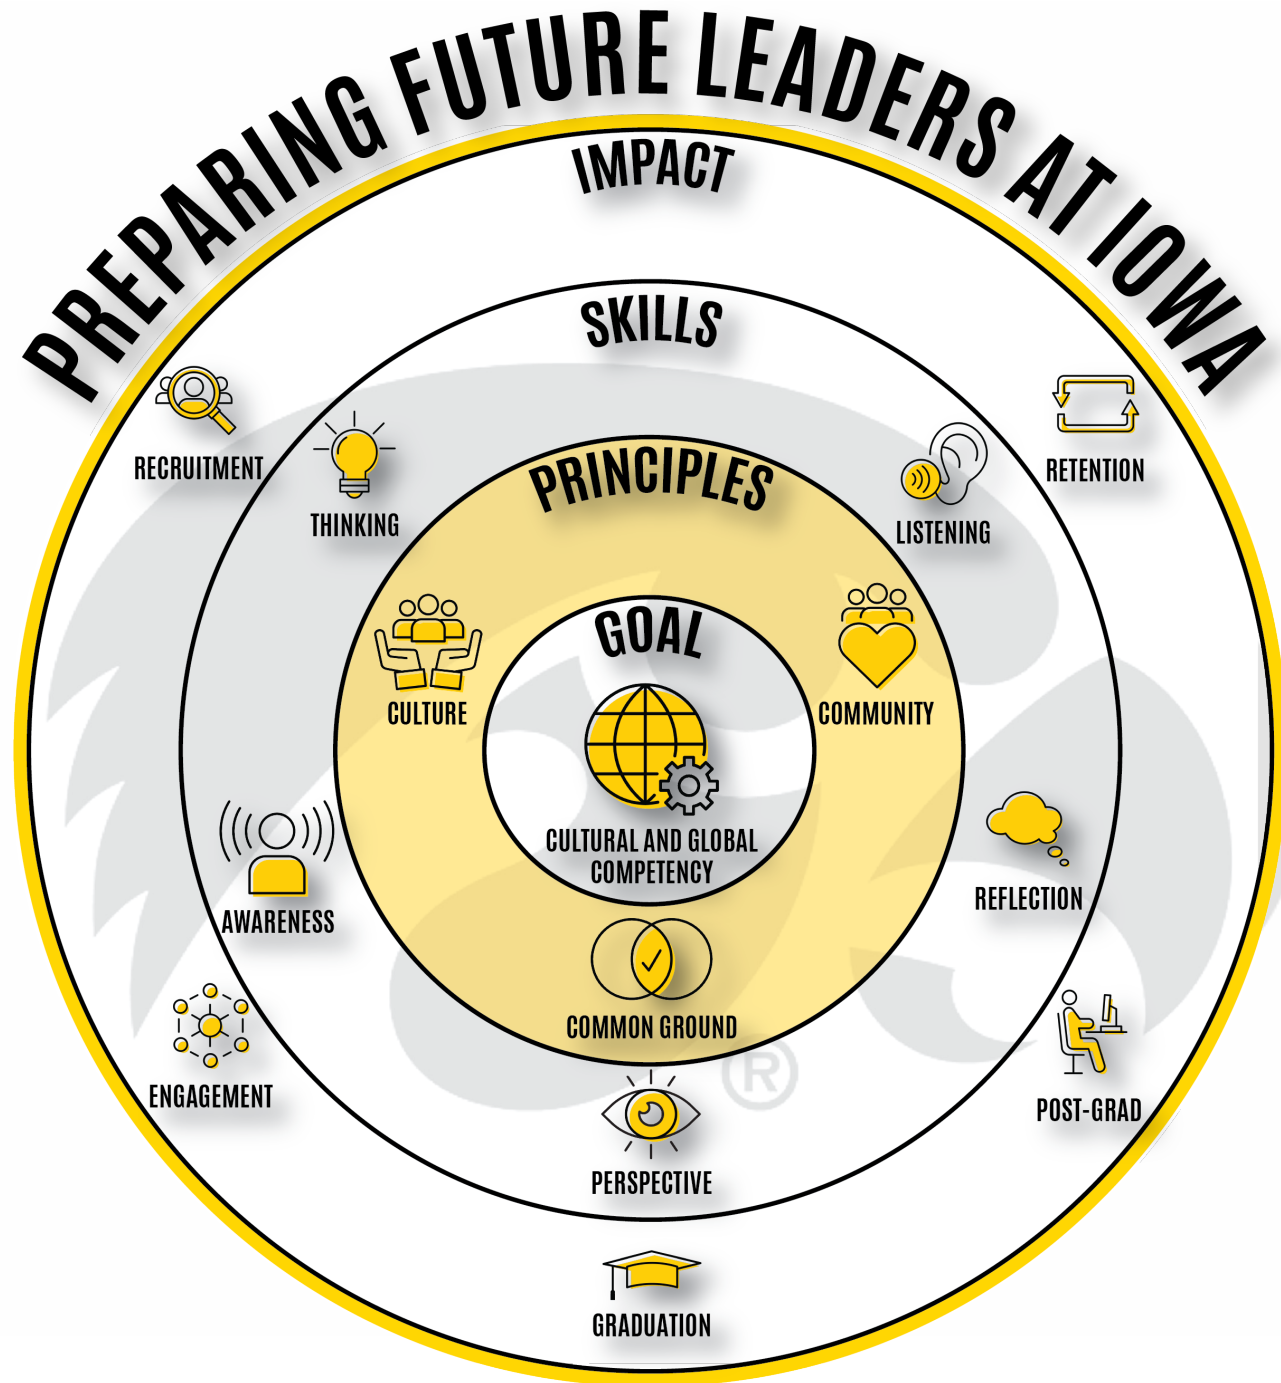 PREPARING FUTURE LEADERS AT IOWA
IMPACT
SKILLS
PRINCIPLES
GOAL
CULTURAL AND GLOBAL
COMPETENCY
CULTURE
COMMUNITY
COMMON GROUND
THINKING
LISTENING
AWARENESS
REFLECTION
PERSPECTIVE
RECRUITMENT
RETENTION
ENGAGEMENT
POST-GRAD
GRADUATION
®